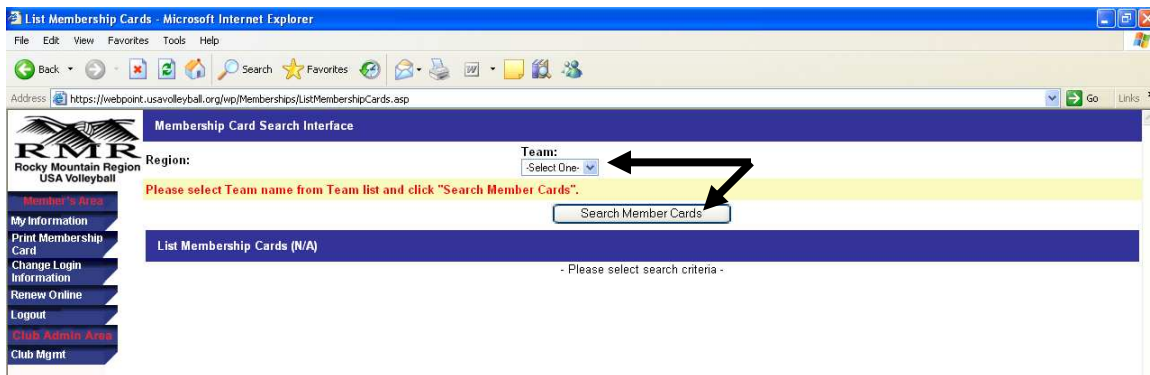 List Membership Cards - Microsoft Internet Explorer
File Edit View Favorites Tools Help
Back Search Favorites
Address https://webpoint.usavolleyball.org/wp/Memberships/ListMembershipCards.asp Go Links
RMR
Rocky Mountain Region
USA Volleyball
Member's Area
My Information
Print Membership
Card
Change Login
Information
Renew Online
Logout
Club Admin Area
Club Mgmt
Membership Card Search Interface
Region:
Team:
-Select One-
Please select Team name from Team list and click "Search Member Cards".
Search Member Cards
List Membership Cards (N/A)
- Please select search criteria -